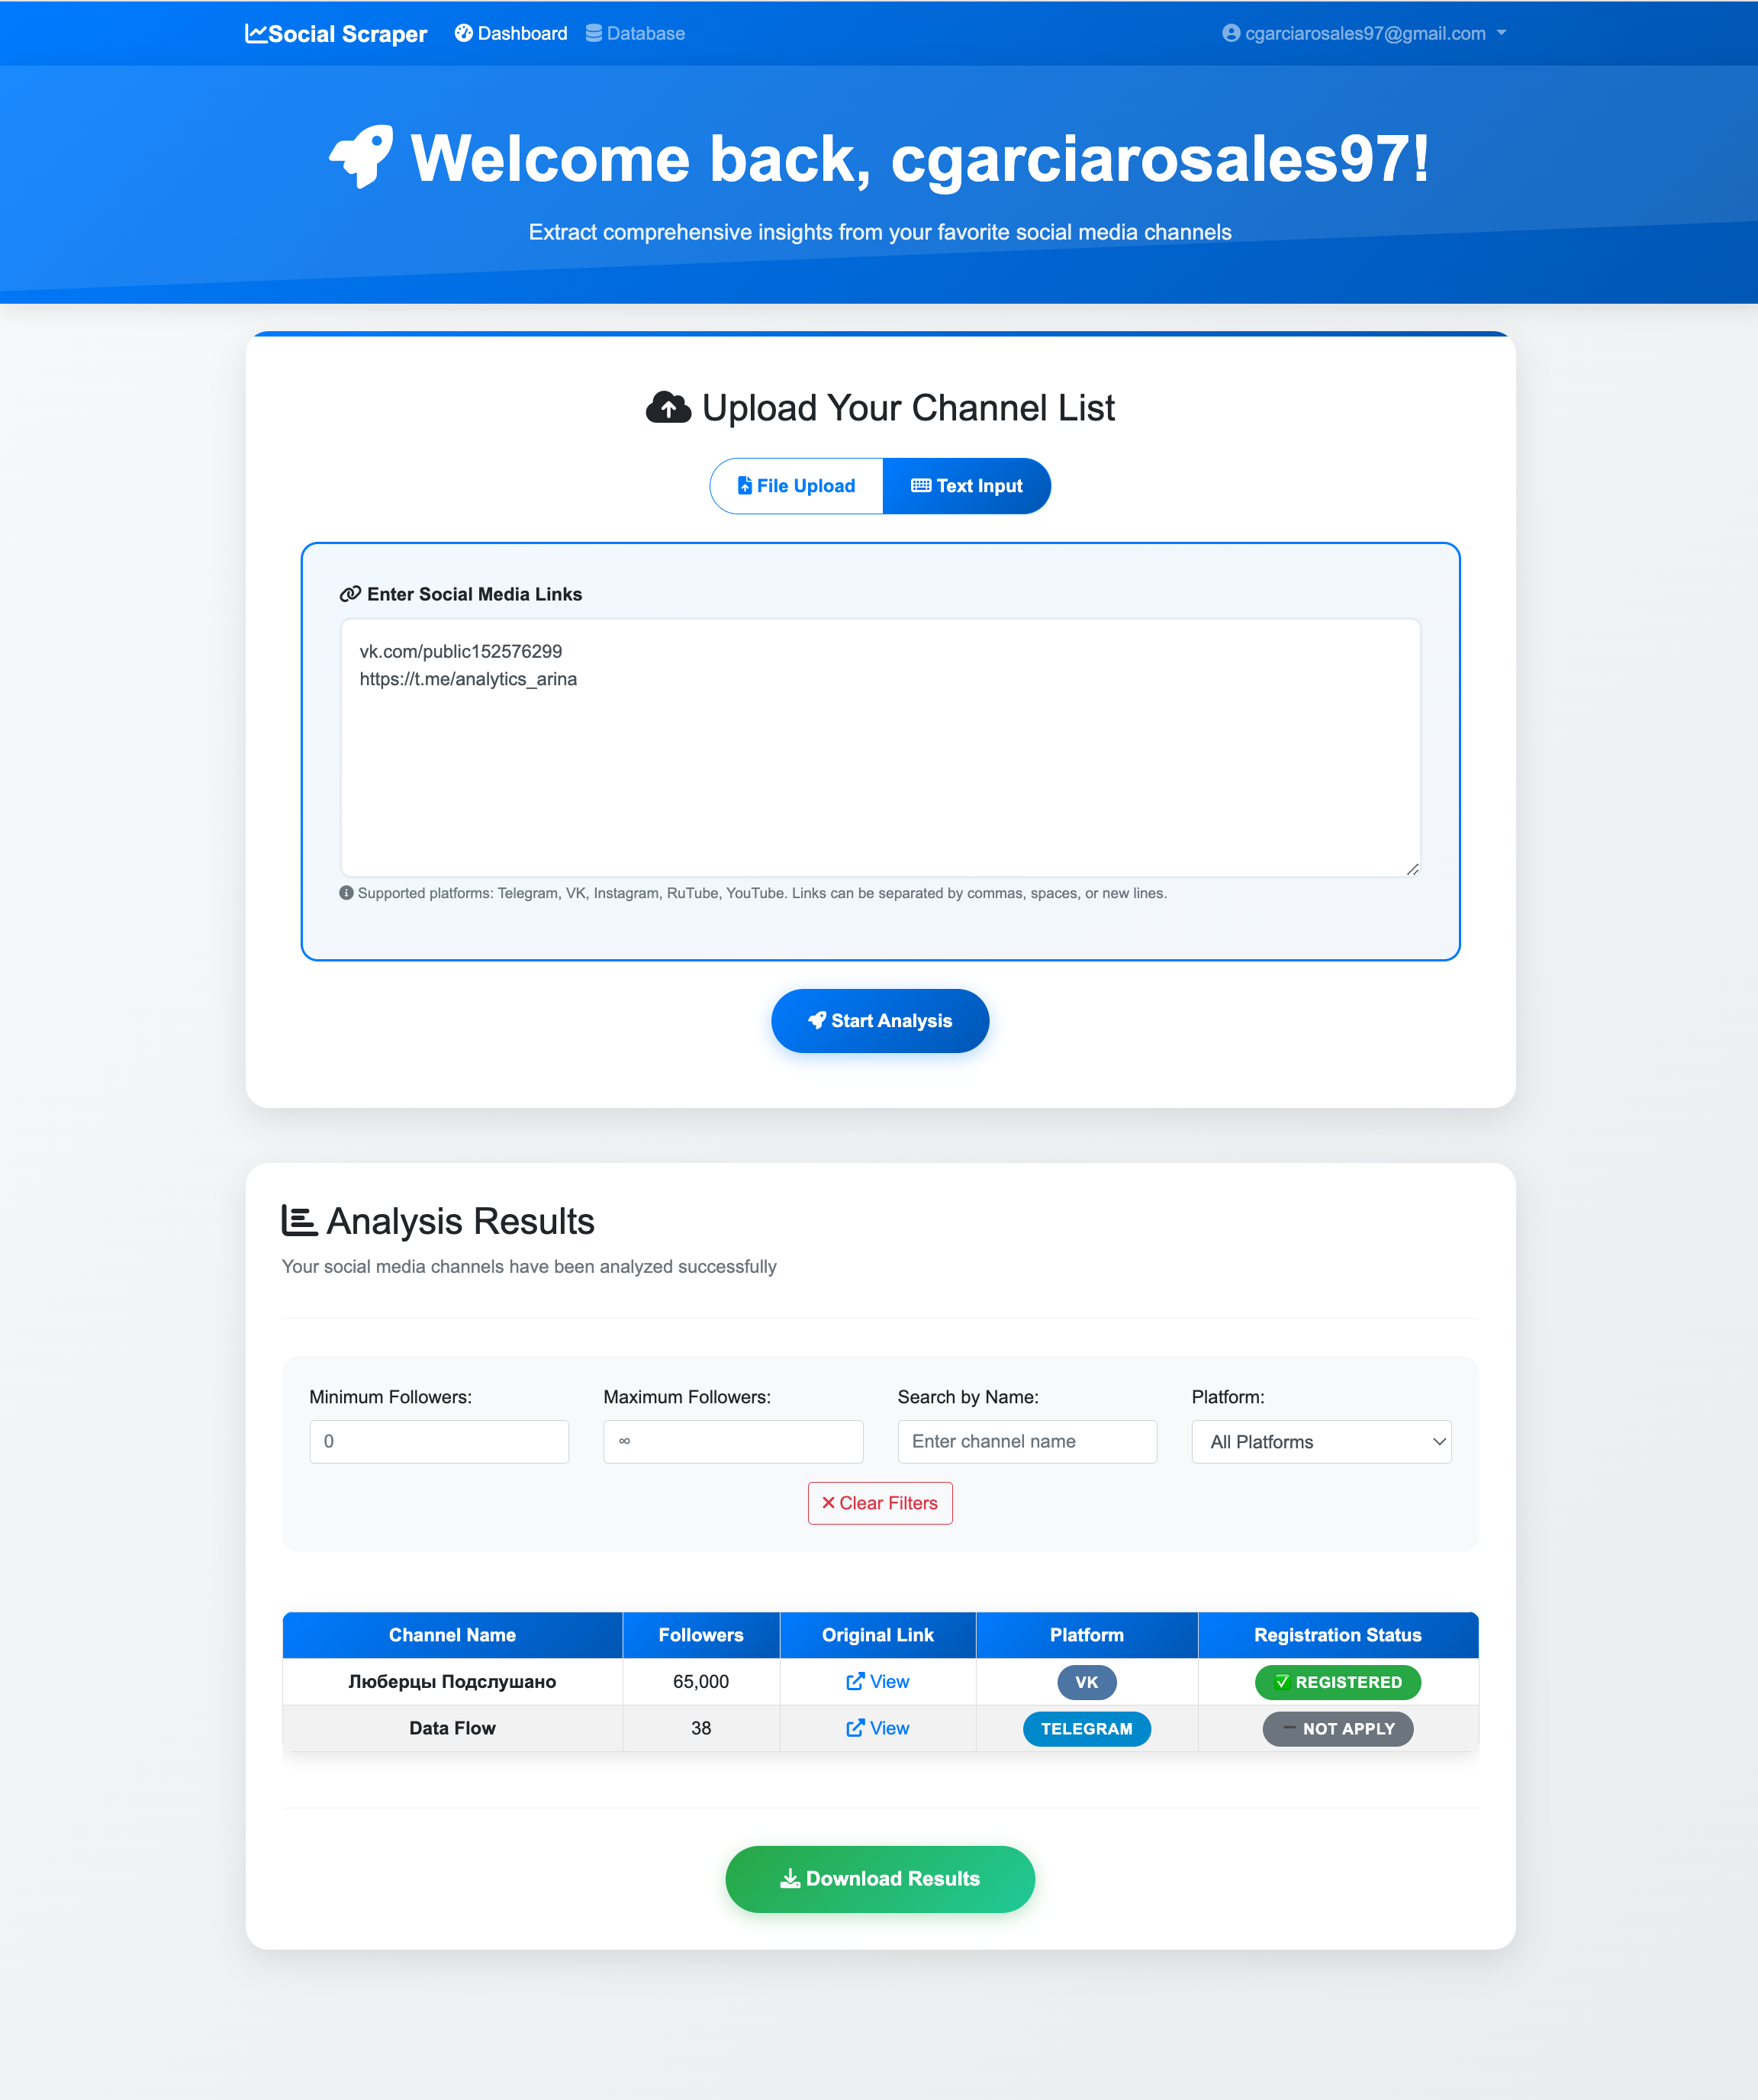 Social Scraper Dashboard Database cgarciarosales97@gmail.com
Welcome back, cgarciarosales97!
Extract comprehensive insights from your favorite social media channels
Upload Your Channel List
File Upload Text Input
Enter Social Media Links
vk.com/public152576299
https://t.me/analytics_arina
Supported platforms: Telegram, VK, Instagram, RuTube, YouTube. Links can be separated by commas, spaces, or new lines.
Start Analysis
Analysis Results
Your social media channels have been analyzed successfully
Minimum Followers: Maximum Followers: Search by Name: Platform:
0 ∞ Enter channel name All Platforms
Clear Filters
Channel Name Followers Original Link Platform Registration Status
Люберцы Подслушано 65,000 View VK ✅ REGISTERED
Data Flow 38 View TELEGRAM ➖ NOT APPLY
Download Results